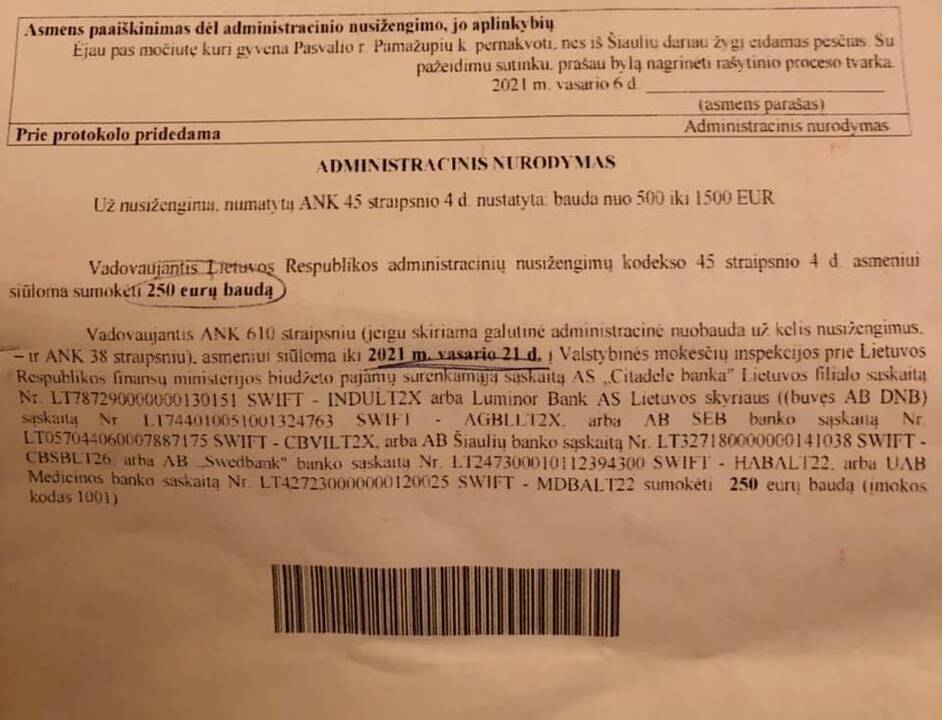 Asmens paaiškinimas dėl administracinio nusižengimo, jo aplinkybių
Ėjau pas močiutę kuri gyvena Pasvalio r. Pamažupių k. pernakvoti, nes iš Šiaulių dariau žygį eidamas pėsčias. Su
pažeidimu sutinku, prašau bylą nagrinėti rašytinio proceso tvarka.
2021 m. vasario 6 d.
(asmens parašas)
Prie protokolo pridedama
Administracinis nurodymas
ADMINISTRACINIS NURODYMAS
Už nusižengimą, numatytą ANK 45 straipsnio 4 d. nustatyta: bauda nuo 500 iki 1500 EUR
Vadovaujantis Lietuvos Respublikos administracinių nusižengimų kodekso 45 straipsnio 4 d. asmeniui
siūloma sumokėti 250 eurų baudą
Vadovaujantis ANK 610 straipsniu (jeigu skiriama galutinė administracinė nuobauda už kelis nusižengimus,
– ir ANK 38 straipsniu), asmeniui siūloma iki 2021 m. vasario 21 d. į Valstybinės mokesčių inspekcijos prie Lietuvos
Respublikos finansų ministerijos biudžeto pajamų surenkamąją sąskaitą AS „Citadele banka" Lietuvos filialo sąskaitą
Nr. LT787290000000130151 SWIFT - INDULT2X arba Luminor Bank AS Lietuvos skyriaus ((buvęs AB DNB)
sąskaitą Nr LT744010051001324763 SWIFT - AGBLLT2X, arba AB SEB banko sąskaitą Nr.
LT057044060007887175 SWIFT - CBVILT2X, arba AB Šiaulių banko sąskaitą Nr. LT327180000000141038 SWIFT -
CBSBLT26, arba AB „Swedbank" banko sąskaitą Nr. LT247300010112394300 SWIFT - HABALT22, arba UAB
Medicinos banko sąskaitą Nr. LT427230000000120025 SWIFT - MDBALT22 sumokėti 250 eurų baudą (įmokos
kodas 1001)